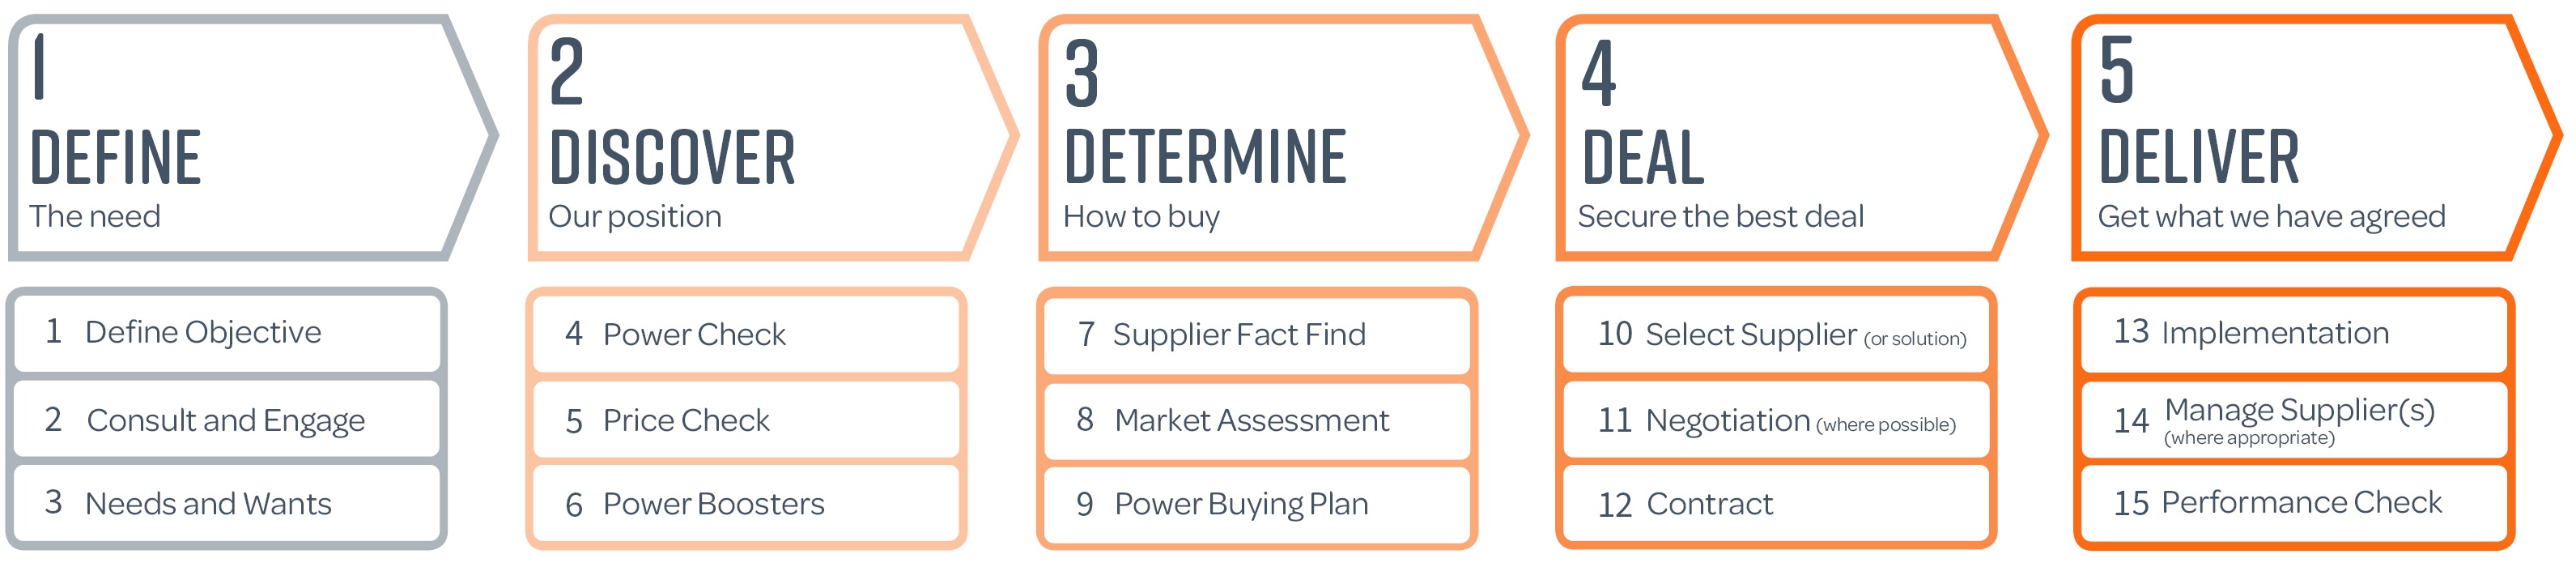 1
DEFINE
The need
1 Define Objective
2 Consult and Engage
3 Needs and Wants
2
DISCOVER
Our position
4 Power Check
5 Price Check
6 Power Boosters
3
DETERMINE
How to buy
7 Supplier Fact Find
8 Market Assessment
9 Power Buying Plan
4
DEAL
Secure the best deal
10 Select Supplier (or solution)
11 Negotiation (where possible)
12 Contract
5
DELIVER
Get what we have agreed
13 Implementation
14 Manage Supplier(s)
(where appropriate)
15 Performance Check